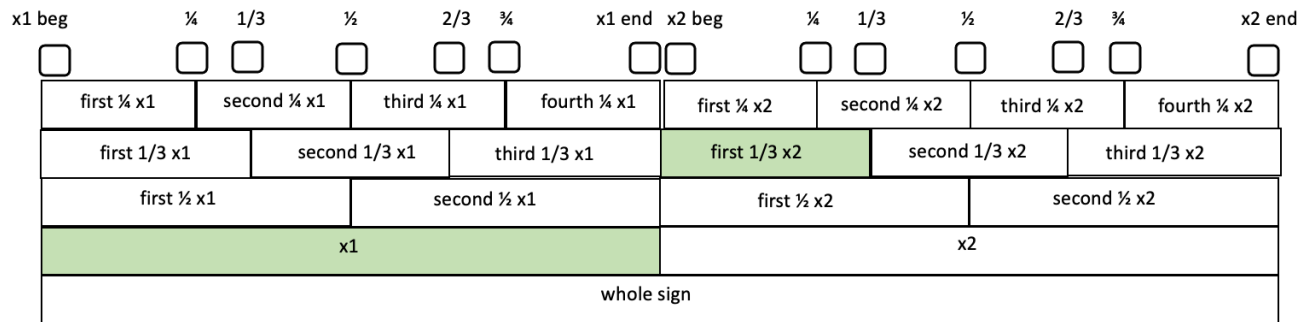 x1 beg ¼ 1/3 ½ 2/3 ¾ x1 end x2 beg ¼ 1/3 ½ 2/3 ¾ x2 end
first ¼ x1 second ¼ x1 third ¼ x1 fourth ¼ x1 first ¼ x2 second ¼ x2 third ¼ x2 fourth ¼ x2
first 1/3 x1 second 1/3 x1 third 1/3 x1 first 1/3 x2 second 1/3 x2 third 1/3 x2
first ½ x1 second ½ x1 first ½ x2 second ½ x2
x1 x2
whole sign